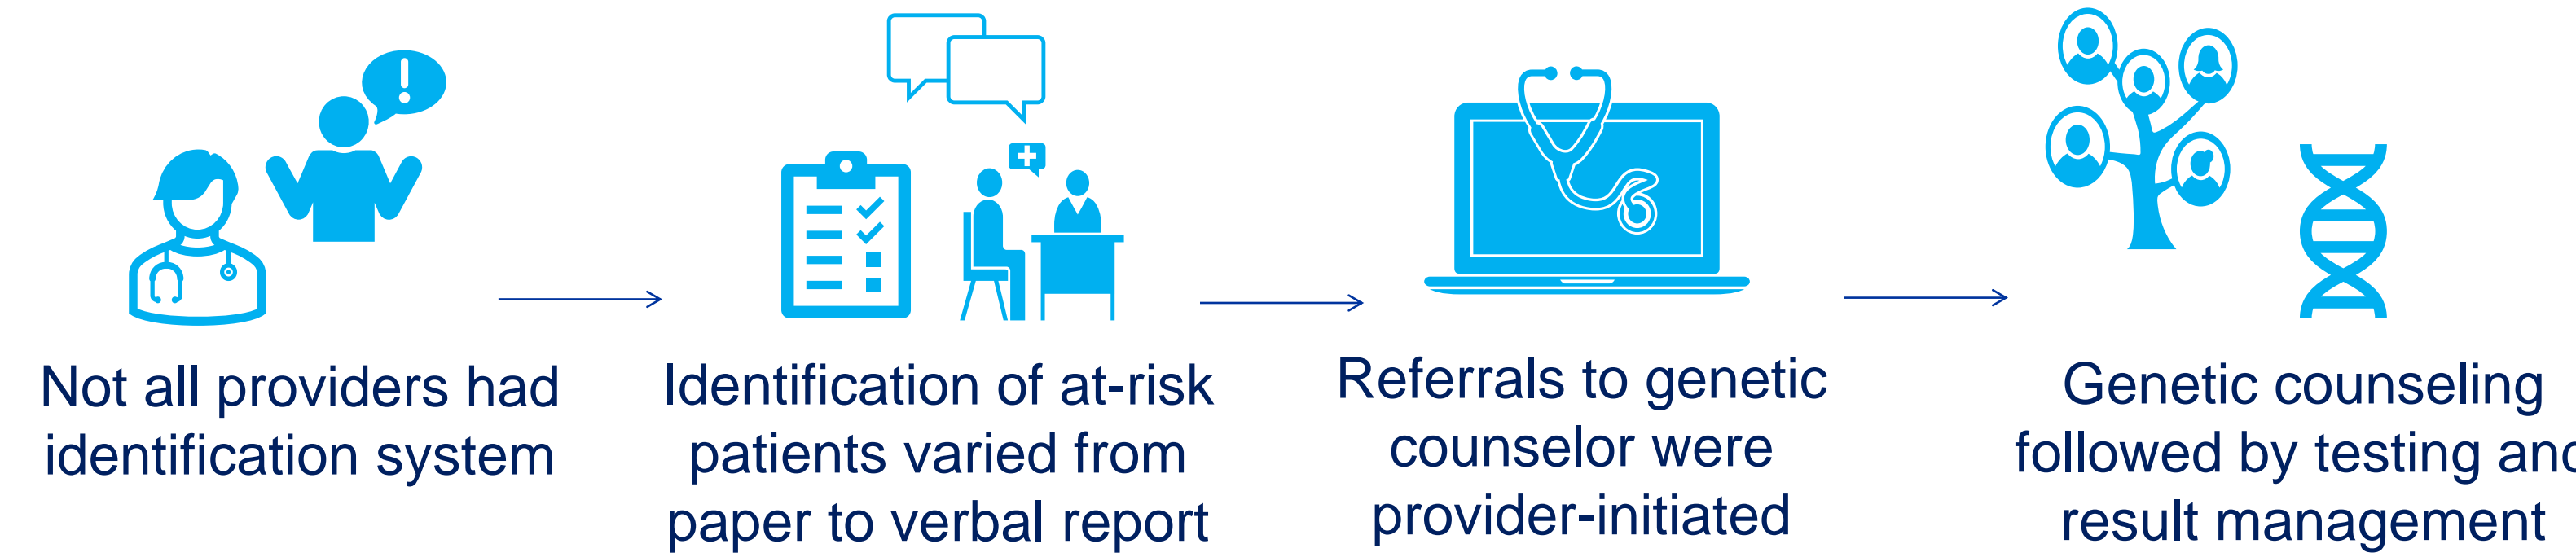 Not all providers had
identification system
Identification of at-risk
patients varied from
paper to verbal report
Referrals to genetic
counselor were
provider-initiated
Genetic counseling
followed by testing and
result management